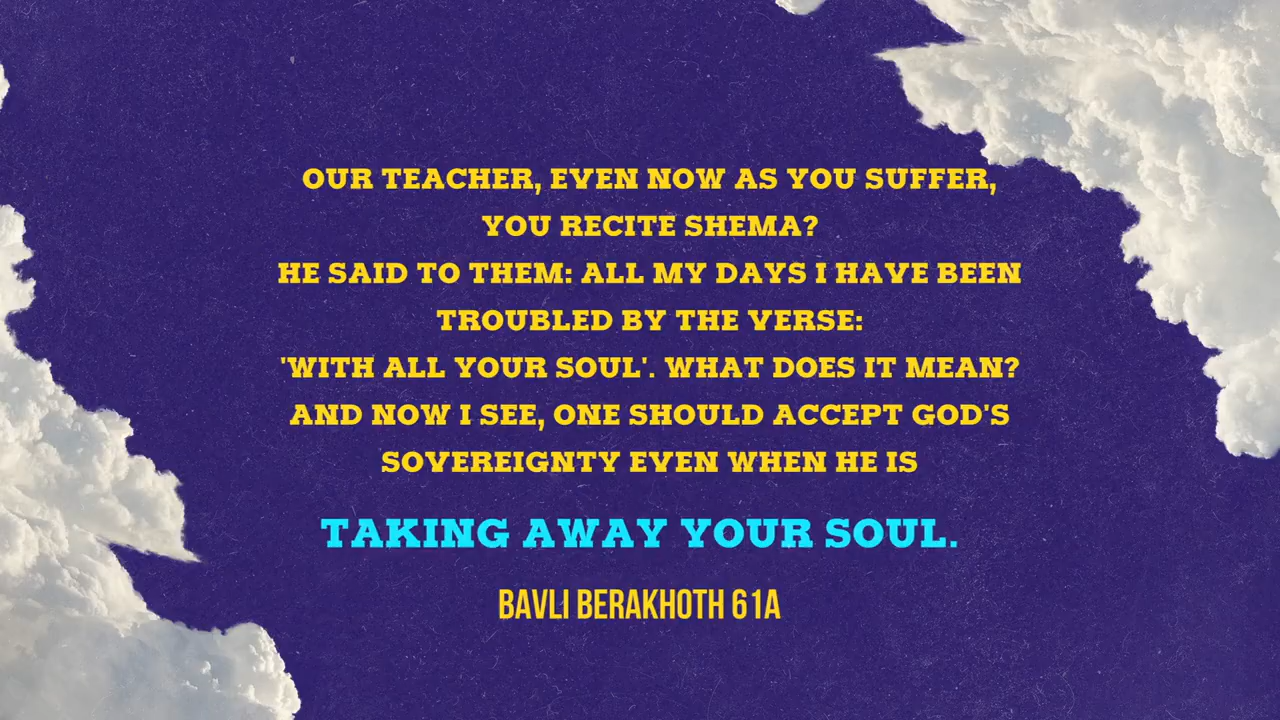 OUR TEACHER, EVEN NOW AS YOU SUFFER,
YOU RECITE SHEMA?
HE SAID TO THEM: ALL MY DAYS I HAVE BEEN
TROUBLED BY THE VERSE:
'WITH ALL YOUR SOUL'. WHAT DOES IT MEAN?
AND NOW I SEE, ONE SHOULD ACCEPT GOD'S
SOVEREIGNTY EVEN WHEN HE IS
TAKING AWAY YOUR SOUL.
BAVLI BERAKHOTH 61A